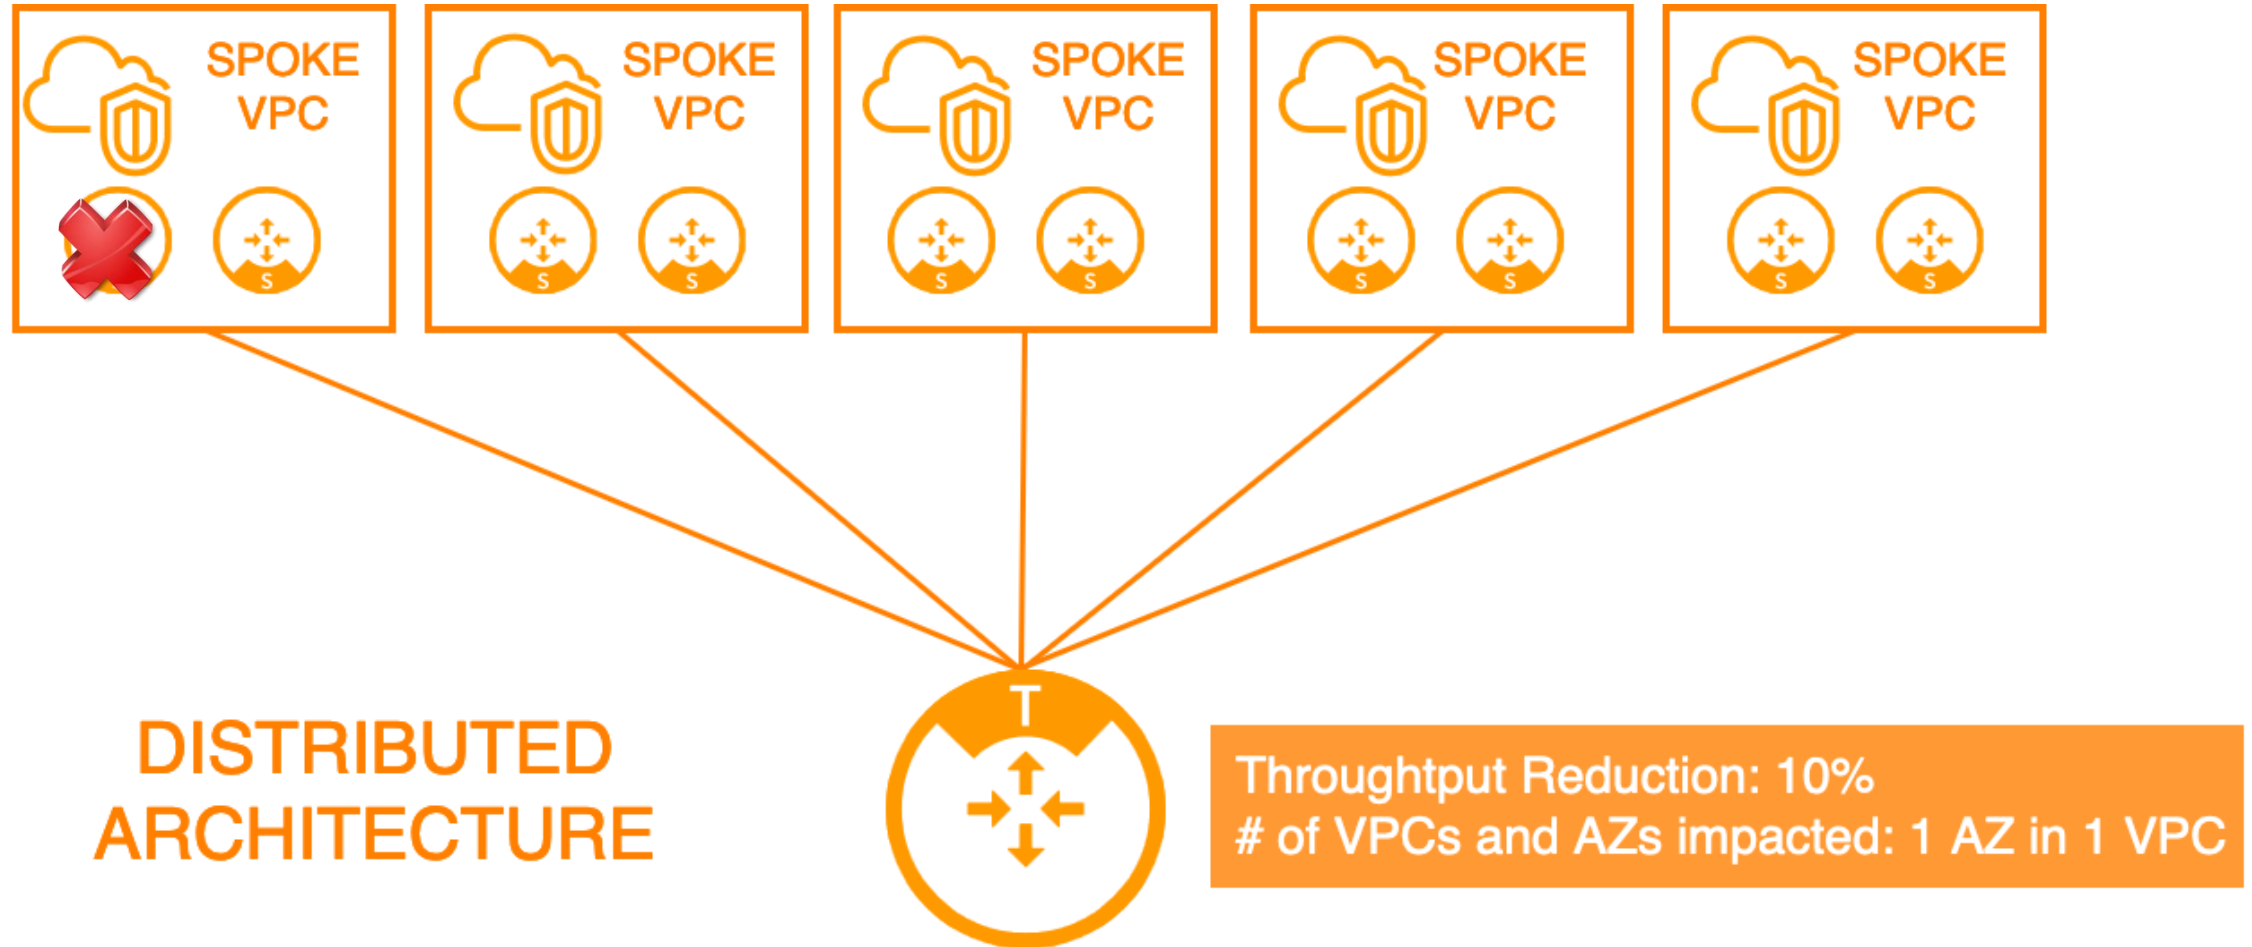 SPOKE
VPC
SPOKE
VPC
SPOKE
VPC
SPOKE
VPC
SPOKE
VPC
S
S
S
S
S
S
S
S
S
T
DISTRIBUTED
ARCHITECTURE
Throughtput Reduction: 10%
# of VPCs and AZs impacted: 1 AZ in 1 VPC